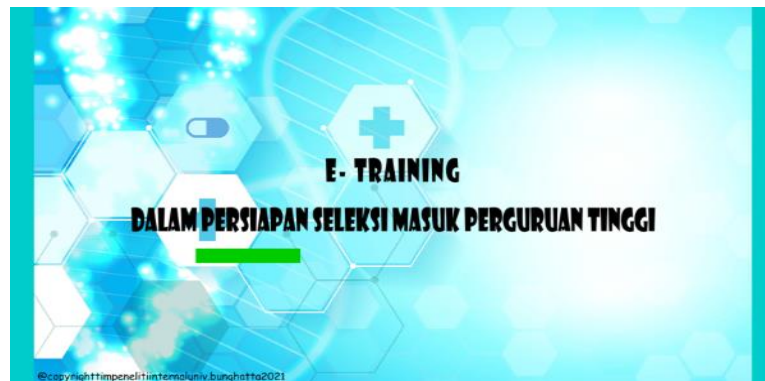 E- TRAINING
DALAM PERSIAPAN SELEKSI MASUK PERGURUAN TINGGI
@copyrighttimpenelitiinternaluniv.bunghatta2021